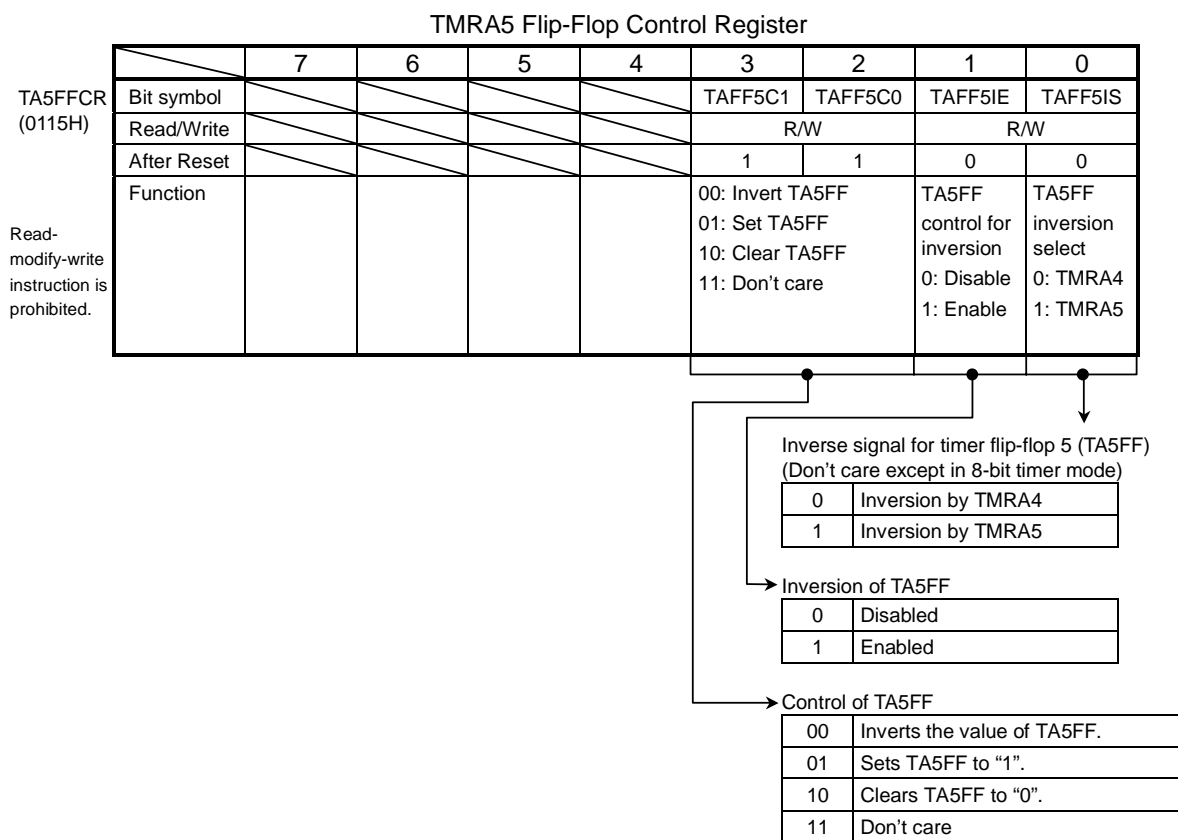 TMRA5 Flip-Flop Control Register
7 6 5 4 3 2 1 0
TA5FFCR
(0115H)
Bit symbol TAFF5C1 TAFF5C0 TAFF5IE TAFF5IS
Read/Write R/W R/W
After Reset 1 1 0 0
Read-
modify-write
instruction is
prohibited.
Function
00: Invert TA5FF
01: Set TA5FF
10: Clear TA5FF
11: Don’t care
TA5FF
control for
inversion
0: Disable
1: Enable
TA5FF
inversion
select
0: TMRA4
1: TMRA5
Inverse signal for timer flip-flop 5 (TA5FF)
(Don’t care except in 8-bit timer mode)
0 Inversion by TMRA4
1 Inversion by TMRA5
Inversion of TA5FF
0 Disabled
1 Enabled
Control of TA5FF
00 Inverts the value of TA5FF.
01 Sets TA5FF to “1”.
10 Clears TA5FF to “0”.
11 Don’t care